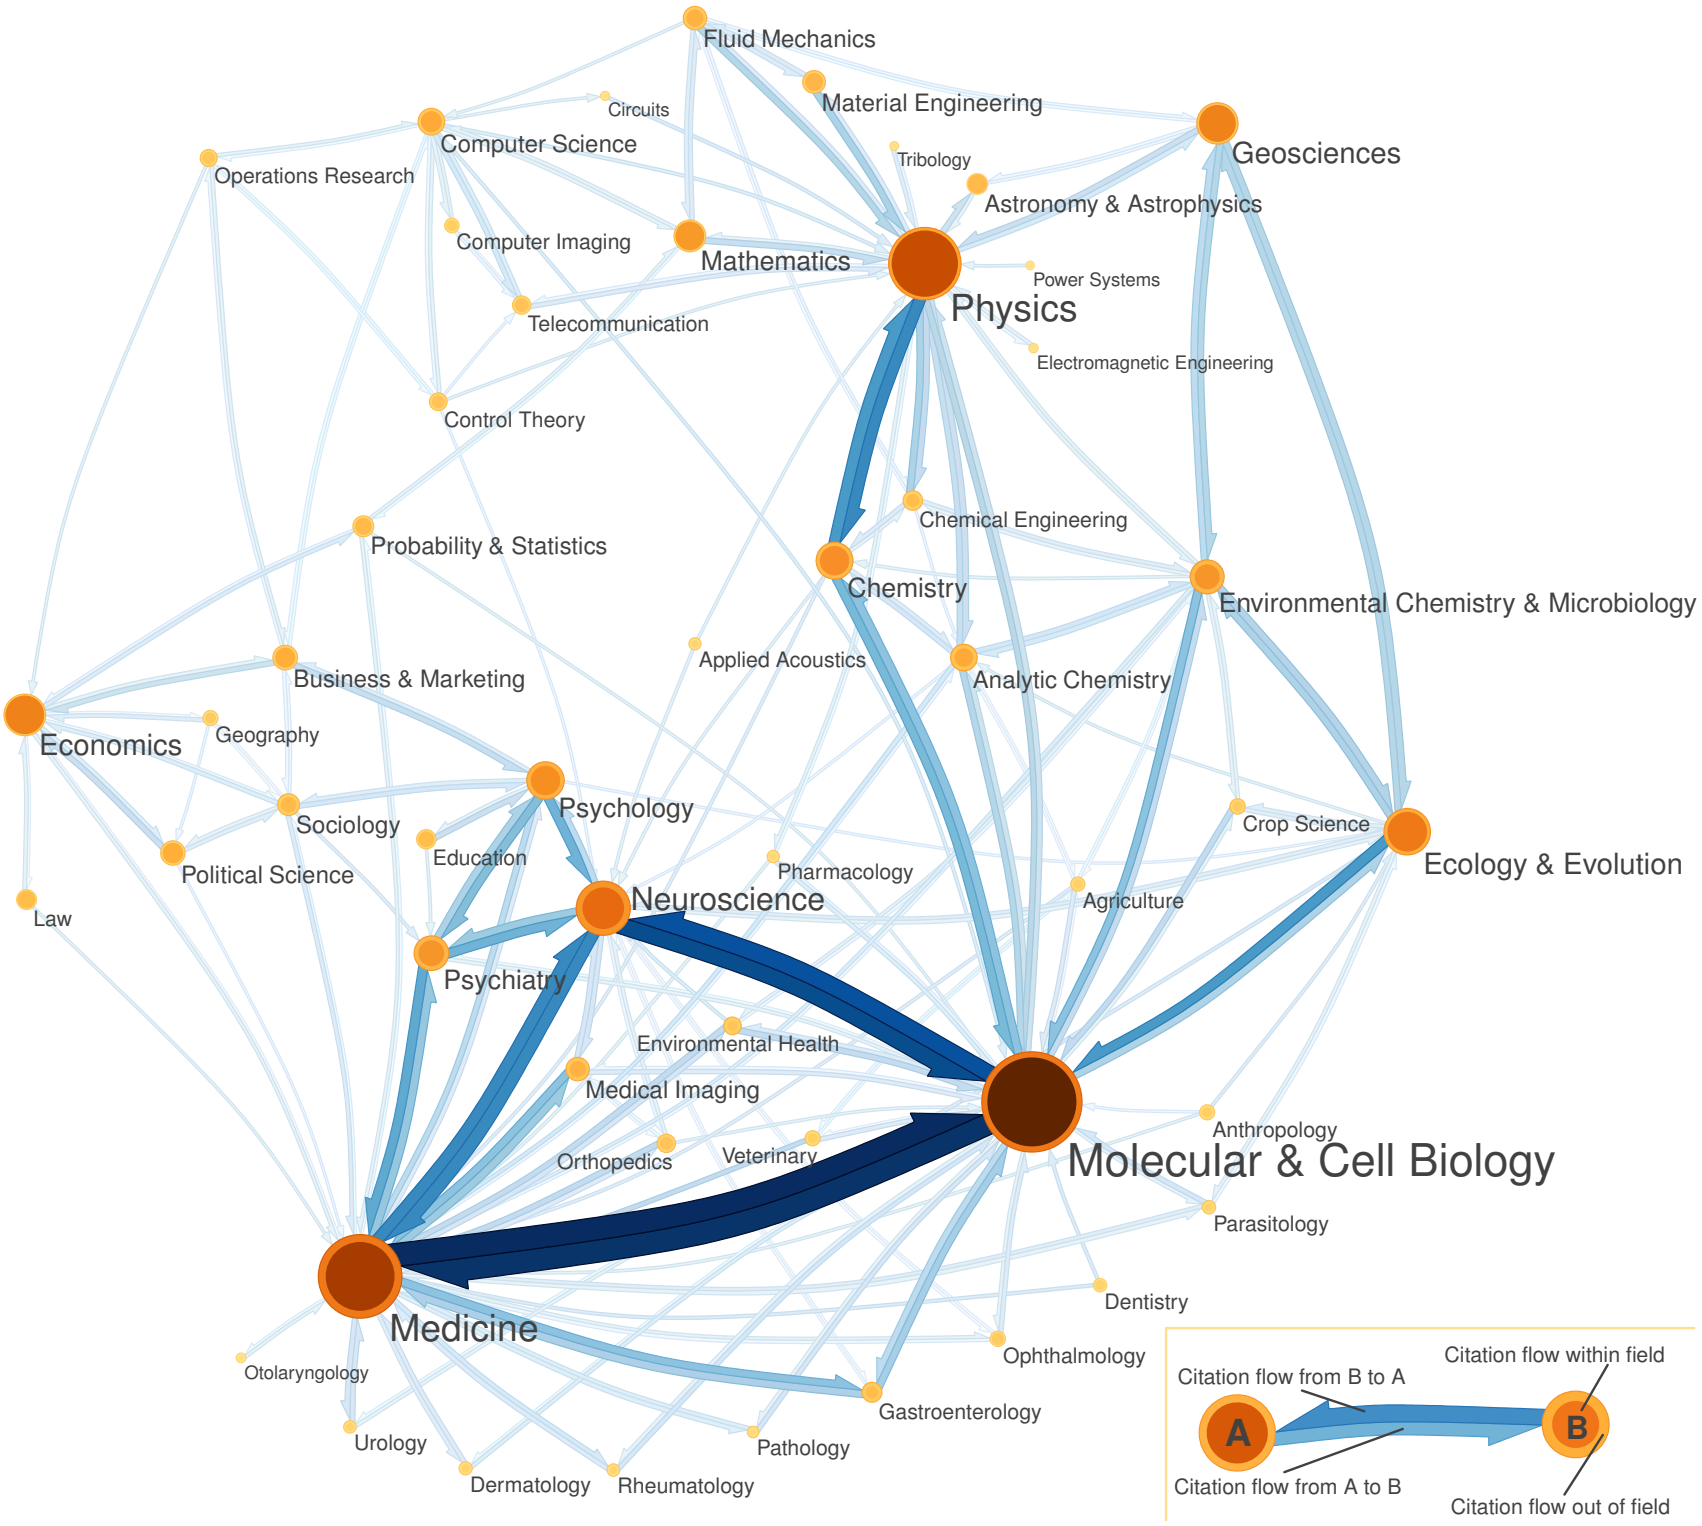 Fluid Mechanics
Material Engineering
Circuits
Computer Science
Geosciences
Tribology
Operations Research
Astronomy & Astrophysics
Computer Imaging
Mathematics
Power Systems
Physics
Telecommunication
Electromagnetic Engineering
Control Theory
Chemical Engineering
Probability & Statistics
Chemistry
Environmental Chemistry & Microbiology
Applied Acoustics
Analytic Chemistry
Business & Marketing
Geography
Economics
Psychology
Sociology
Crop Science
Education
Ecology & Evolution
Political Science
Pharmacology
Neuroscience
Agriculture
Law
Psychiatry
Environmental Health
Medical Imaging
Anthropology
Orthopedics
Veterinary
Molecular & Cell Biology
Parasitology
Dentistry
Medicine
Ophthalmology
Otolaryngology
Gastroenterology
Urology
Pathology
Dermatology
Rheumatology
Citation flow within field
Citation flow from B to A
A
B
Citation flow from A to B
Citation flow out of field